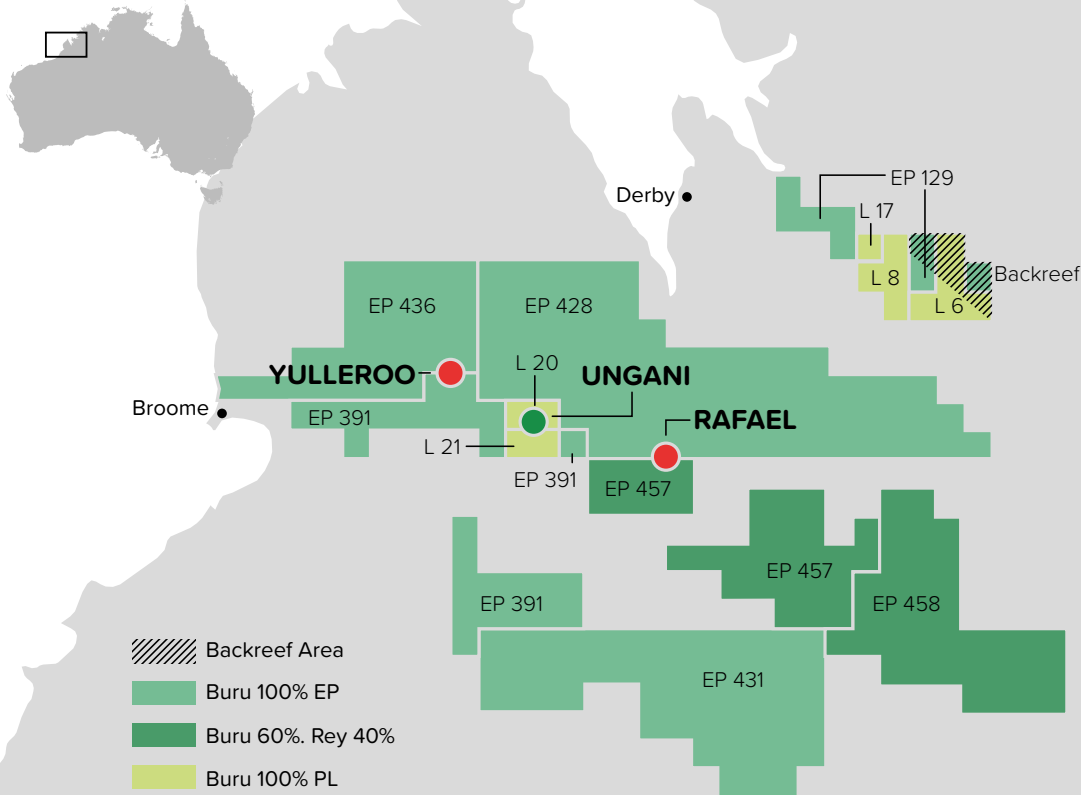 EP 129
Derby
L 17
L 8
Backreef
L 6
EP 436
EP 428
L 20
YULLEROO
UNGANI
Broome
EP 391
RAFAEL
L 21
EP 391
EP 457
EP 457
EP 391
EP 458
Backreef Area
EP 431
Buru 100% EP
Buru 60%. Rey 40%
Buru 100% PL